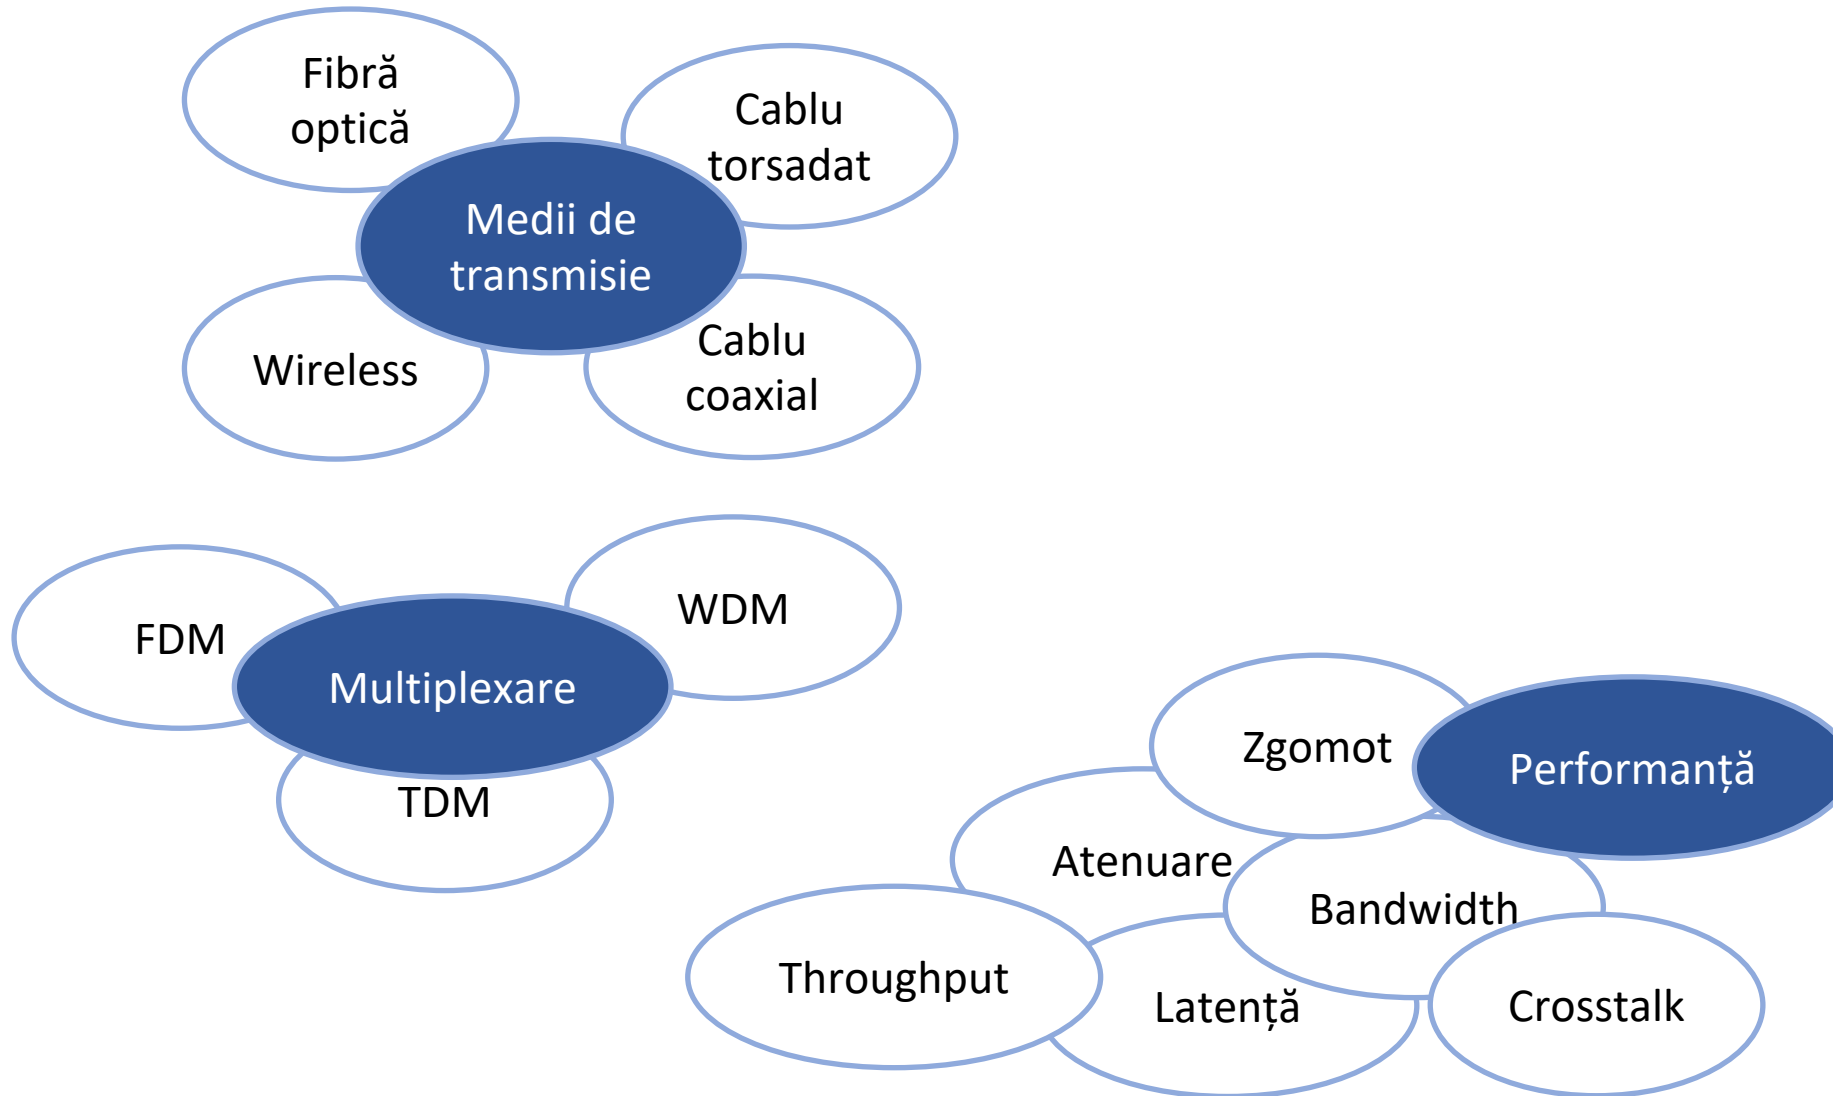 Fibră
optică
Cablu
torsadat
Medii de
transmisie
Wireless
Cablu
coaxial
FDM
WDM
Multiplexare
TDM
Zgomot
Performanță
Atenuare
Bandwidth
Throughput
Latență
Crosstalk